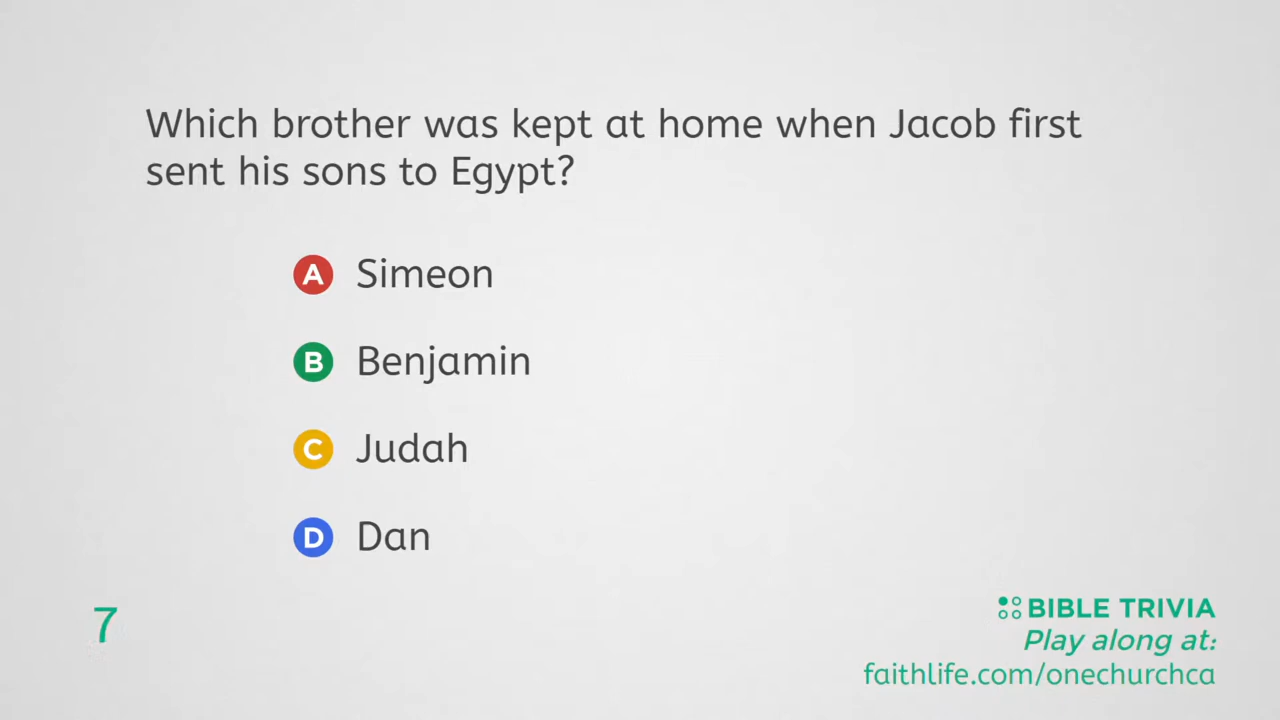 Which brother was kept at home when Jacob first
sent his sons to Egypt?
A Simeon
B Benjamin
C Judah
D Dan
7
BIBLE TRIVIA
Play along at:
faithlife.com/onechurchca